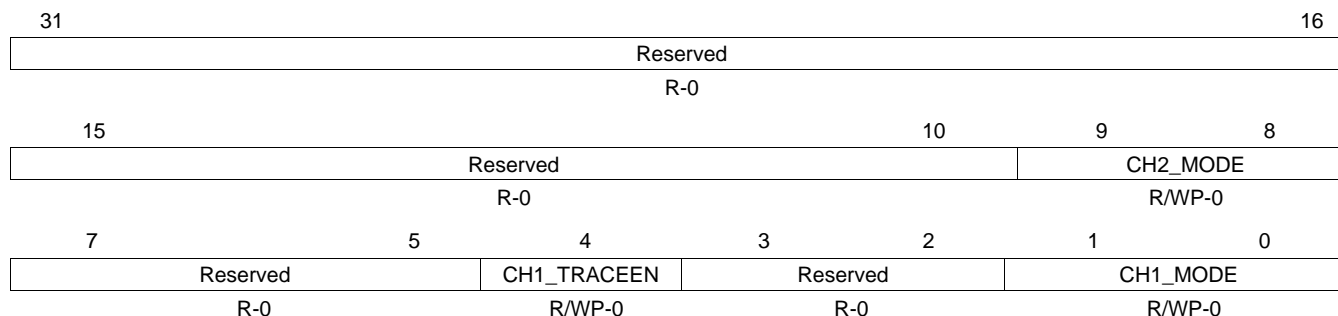 31 16
Reserved
R-0
15 10 9 8
Reserved CH2_MODE
R-0 R/WP-0
7 5 4 3 2 1 0
Reserved CH1_TRACEEN Reserved CH1_MODE
R-0 R/WP-0 R-0 R/WP-0